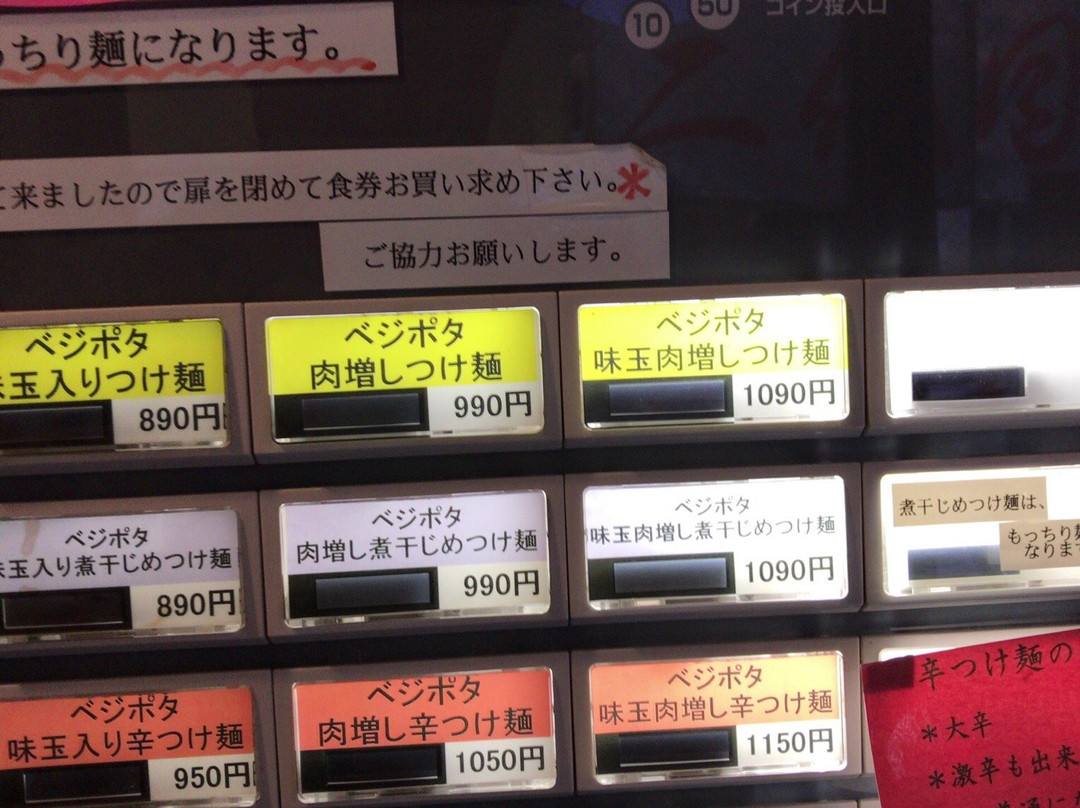 っちり麺になります。
10
50
コイン投入口
て来ましたので扉を閉めて食券お買い求め下さい。*
ご協力お願いします。
ベジポタ
味玉入りつけ麺
890円
ベジポタ
肉増しつけ麺
990円
ベジポタ
味玉肉増しつけ麺
1090円
ベジポタ
味玉入り煮干じめつけ麺
890円
ベジポタ
肉増し煮干じめつけ麺
990円
ベジポタ
味玉肉増し煮干じめつけ麺
1090円
煮干じめつけ麺は、
もっちり麺
なりま
ベジポタ
味玉入り辛つけ麺
950円
ベジポタ
肉増し辛つけ麺
1050円
ベジポタ
味玉肉増し辛つけ麺
1150円
辛つけ麺の
*大辛
*激辛も出来